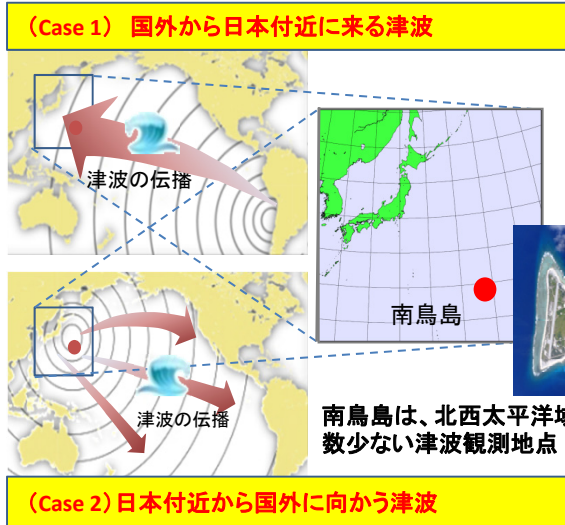 (Case 1) 国外から日本付近に来る津波
津波の伝播
南鳥島
津波の伝播
南鳥島は、北西太平洋域
数少ない津波観測地点
(Case 2)日本付近から国外に向かう津波